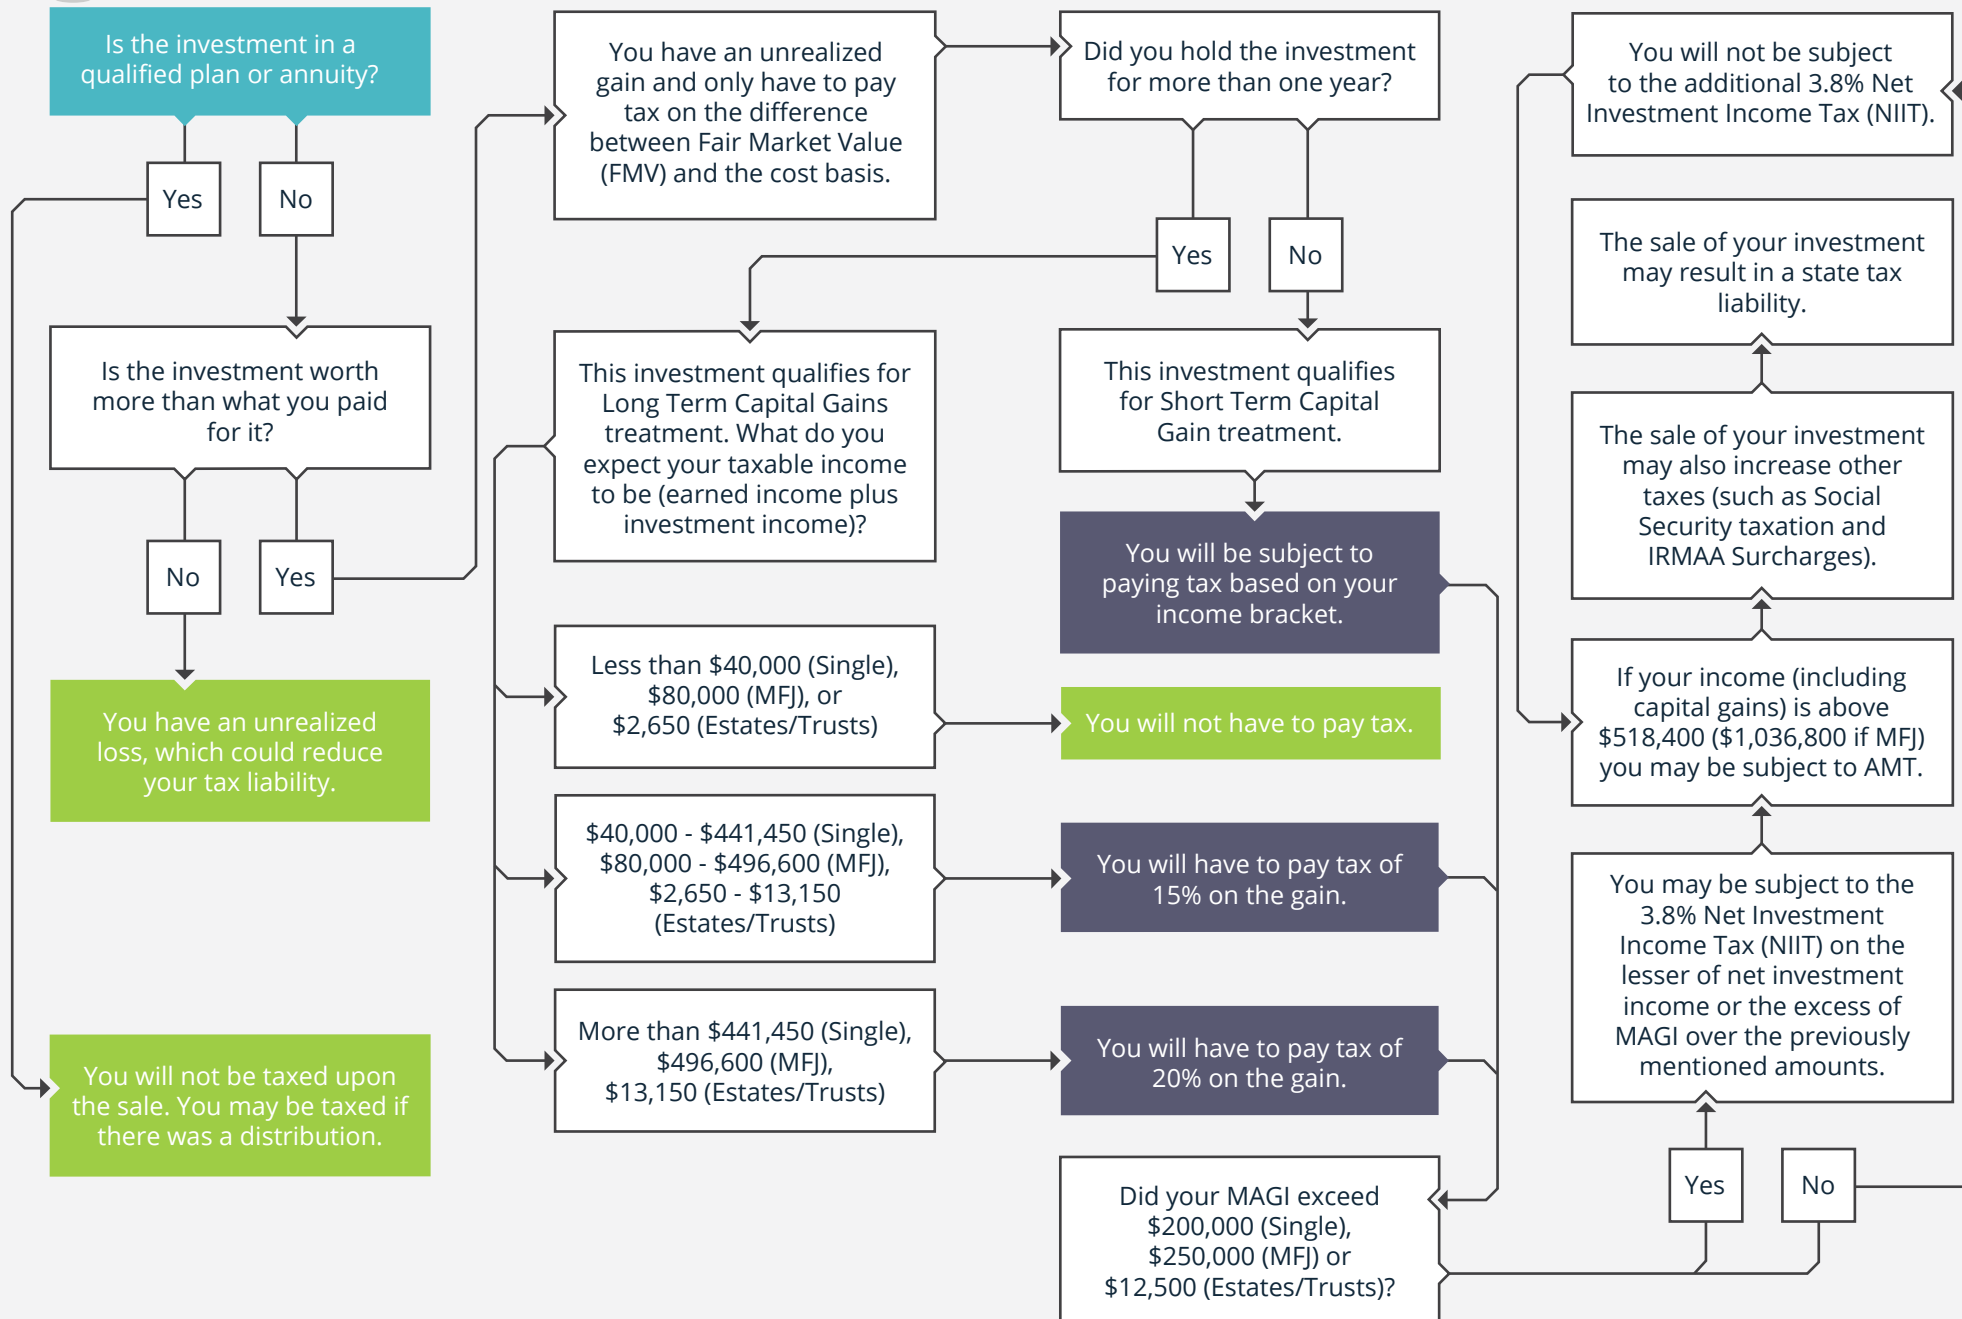 Is the investment in a
qualified plan or annuity?
Yes
No
Is the investment worth
more than what you paid
for it?
No
Yes
You have an unrealized
loss, which could reduce
your tax liability.
You will not be taxed upon
the sale. You may be taxed if
there was a distribution.
You have an unrealized
gain and only have to pay
tax on the difference
between Fair Market Value
(FMV) and the cost basis.
Did you hold the investment
for more than one year?
Yes
No
This investment qualifies for
Long Term Capital Gains
treatment. What do you
expect your taxable income
to be (earned income plus
investment income)?
This investment qualifies
for Short Term Capital
Gain treatment.
You will be subject to
paying tax based on your
income bracket.
Less than $40,000 (Single),
$80,000 (MFJ), or
$2,650 (Estates/Trusts)
You will not have to pay tax.
$40,000 - $441,450 (Single),
$80,000 - $496,600 (MFJ),
$2,650 - $13,150
(Estates/Trusts)
You will have to pay tax of
15% on the gain.
More than $441,450 (Single),
$496,600 (MFJ),
$13,150 (Estates/Trusts)
You will have to pay tax of
20% on the gain.
Did your MAGI exceed
$200,000 (Single),
$250,000 (MFJ) or
$12,500 (Estates/Trusts)?
Yes
No
You will not be subject
to the additional 3.8% Net
Investment Income Tax (NIIT).
The sale of your investment
may result in a state tax
liability.
The sale of your investment
may also increase other
taxes (such as Social
Security taxation and
IRMAA Surcharges).
If your income (including
capital gains) is above
$518,400 ($1,036,800 if MFJ)
you may be subject to AMT.
You may be subject to the
3.8% Net Investment
Income Tax (NIIT) on the
lesser of net investment
income or the excess of
MAGI over the previously
mentioned amounts.